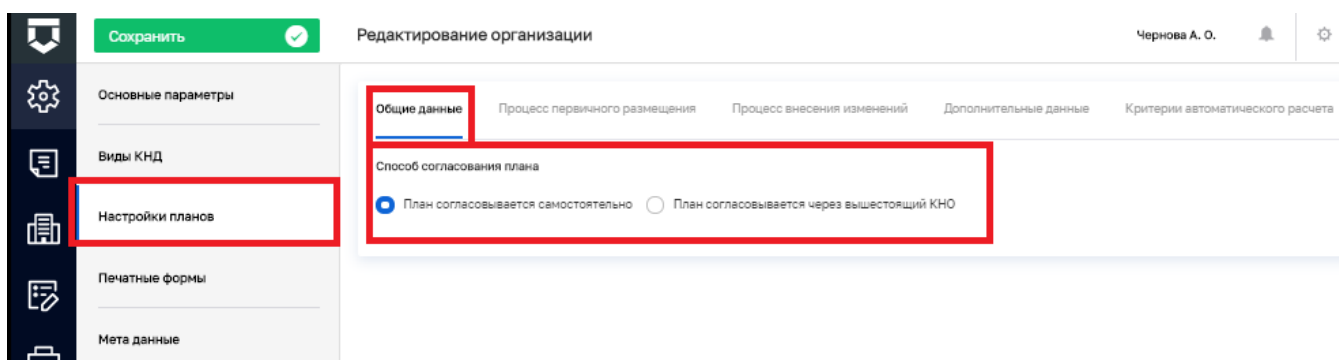 Сохранить
Редактирование организации
Чернова А. О.
Основные параметры
Виды КНД
Настройки планов
Печатные формы
Мета данные
Общие данные
Процесс первичного размещения
Процесс внесения изменений
Дополнительные данные
Критерии автоматического расчета
Способ согласования плана
План согласовывается самостоятельно
План согласовывается через вышестоящий КНО